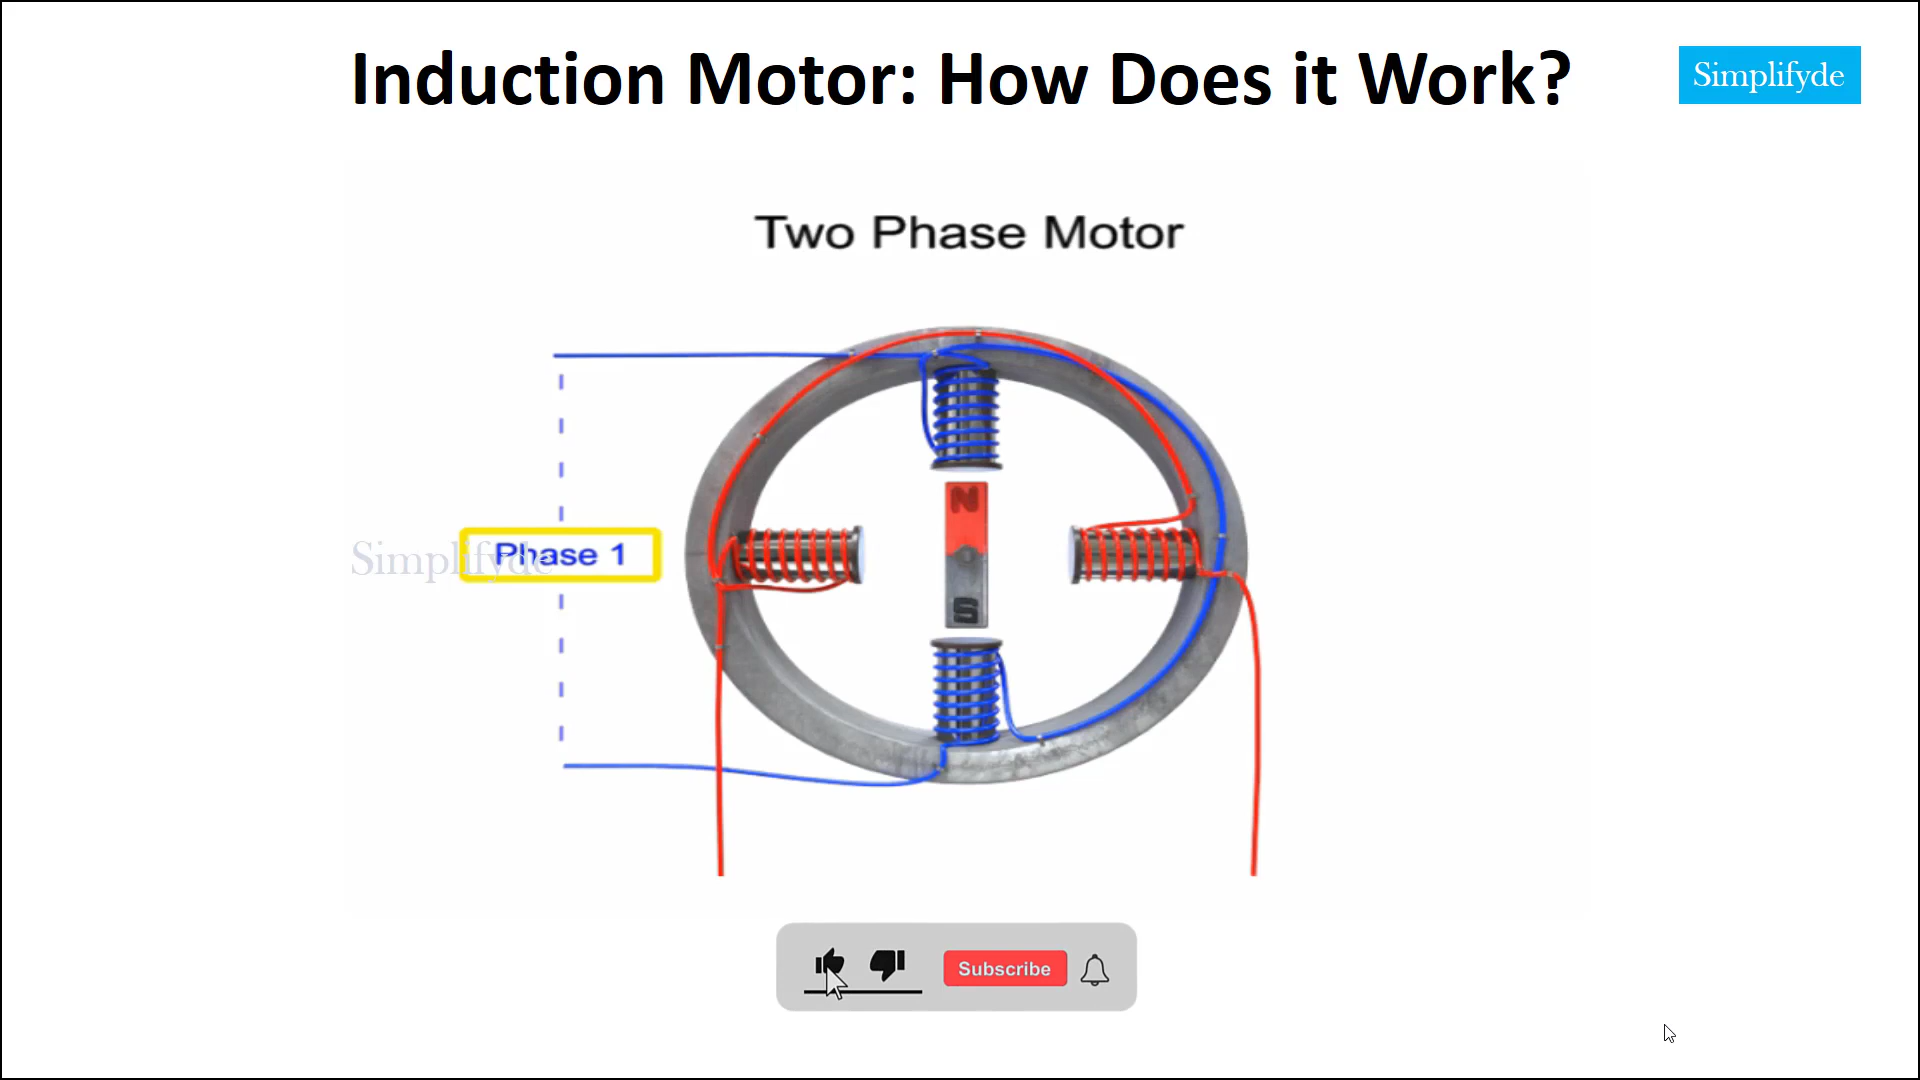 Induction Motor: How Does it Work?
Simplifyde
Two Phase Motor
N
Simplifyde
Phase 1
S
Subscribe